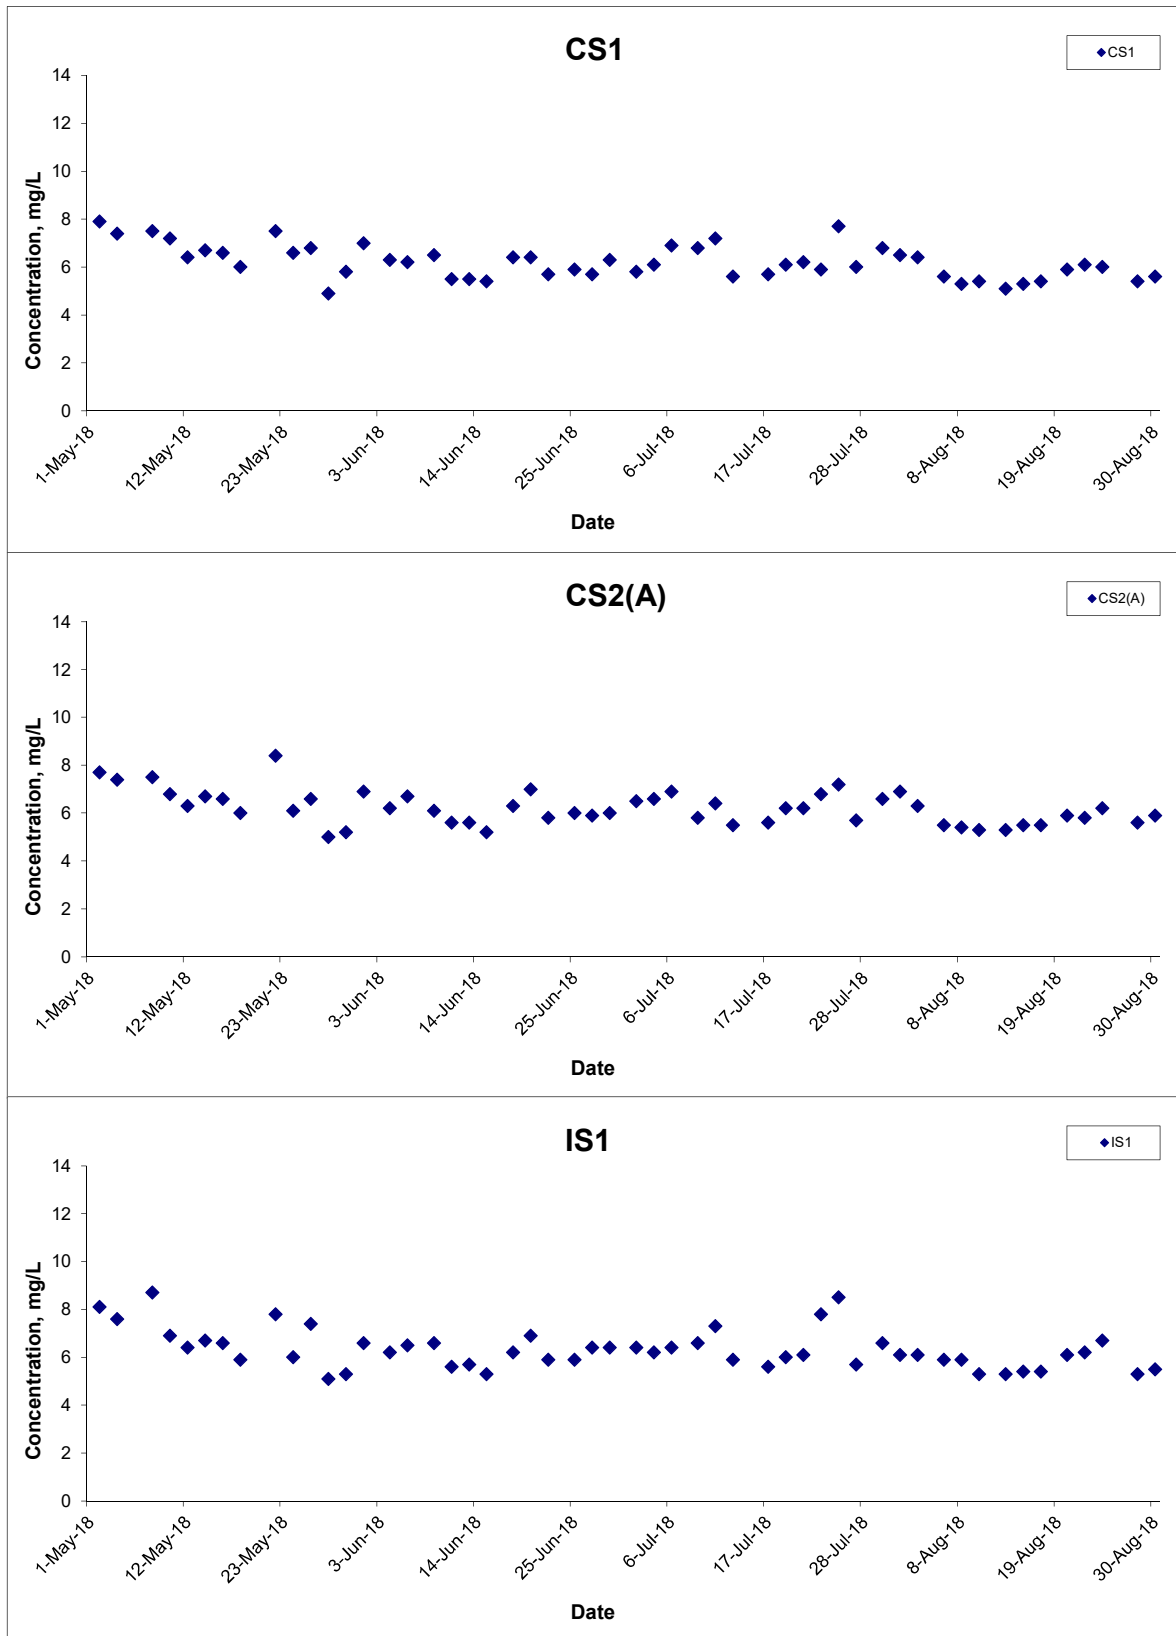 CS1
CS1
14
12
10
8
6
4
2
0
Concentration, mg/L
1-May-18
12-May-18
23-May-18
3-Jun-18
14-Jun-18
25-Jun-18
6-Jul-18
17-Jul-18
28-Jul-18
8-Aug-18
19-Aug-18
30-Aug-18
Date
CS2(A)
CS2(A)
14
12
10
8
6
4
2
0
Concentration, mg/L
1-May-18
12-May-18
23-May-18
3-Jun-18
14-Jun-18
25-Jun-18
6-Jul-18
17-Jul-18
28-Jul-18
8-Aug-18
19-Aug-18
30-Aug-18
Date
IS1
IS1
14
12
10
8
6
4
2
0
Concentration, mg/L
1-May-18
12-May-18
23-May-18
3-Jun-18
14-Jun-18
25-Jun-18
6-Jul-18
17-Jul-18
28-Jul-18
8-Aug-18
19-Aug-18
30-Aug-18
Date